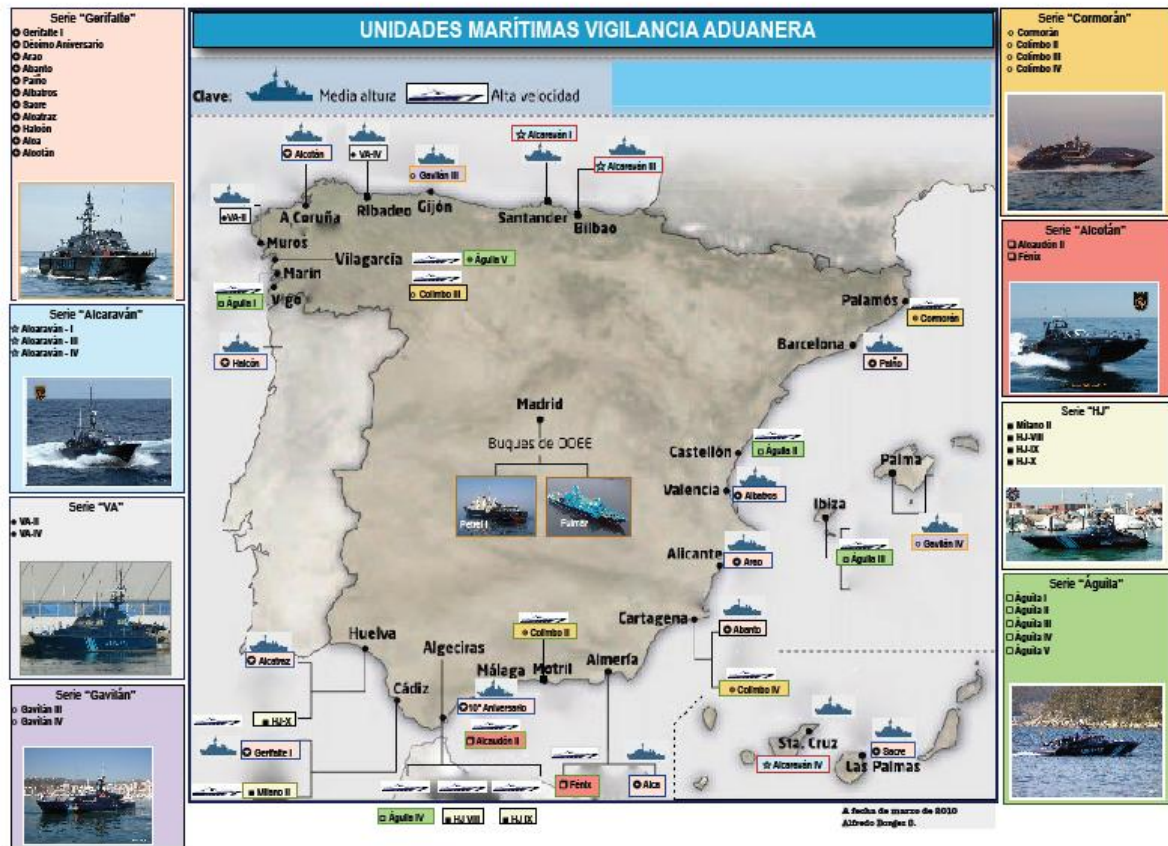 UNIDADES MARÍTIMAS VIGILANCIA ADUANERA
Clave:
Media altura
Alta velocidad
Serie "Gerifalte"
Gerifalte I
Décimo Aniversario
Arao
Abanto
Paíño
Albatros
Sacre
Alcatraz
Halcón
Alca
Alcotán
Serie "Alcaraván"
Alcaraván - I
Alcaraván - III
Alcaraván - IV
Serie "VA"
VA-II
VA-IV
Serie "Gavilán"
Gavilán III
Gavilán IV
Alcotán
VA-IV
Gavilán III
Alcaraván I
Alcaraván III
VA-II
A Coruña
Ribadeo
Gijón
Santander
Bilbao
Muros
Vilagarcía
Águila V
Marín
Colimbo III
Águila I
Vigo
Halcón
Palamós
Cormorán
Barcelona
Paíño
Madrid
Buques de DOEE
Petrel I
Fulmar
Castellón
Águila II
Valencia
Albatros
Palma
Ibiza
Gavilán IV
Águila III
Alicante
Arao
Cartagena
Abanto
Colimbo IV
Huelva
Algeciras
Colimbo II
Málaga
Motril
Almería
Alcatraz
Cádiz
10º Aniversario
HJ-X
Alcaudón II
Gerifalte I
Milano II
Fénix
Alca
Sta. Cruz
Sacre
Alcaraván IV
Las Palmas
Águila IV
HJ VIII
HJ IX
A fecha de marzo de 2010
Serie "Cormorán"
Cormorán
Colimbo II
Colimbo III
Colimbo IV
Serie "Alcotán"
Alcaudón II
Fénix
Serie "HJ"
Milano II
HJ-VIII
HJ-IX
HJ-X
Serie "Águila"
Águila I
Águila II
Águila III
Águila IV
Águila V